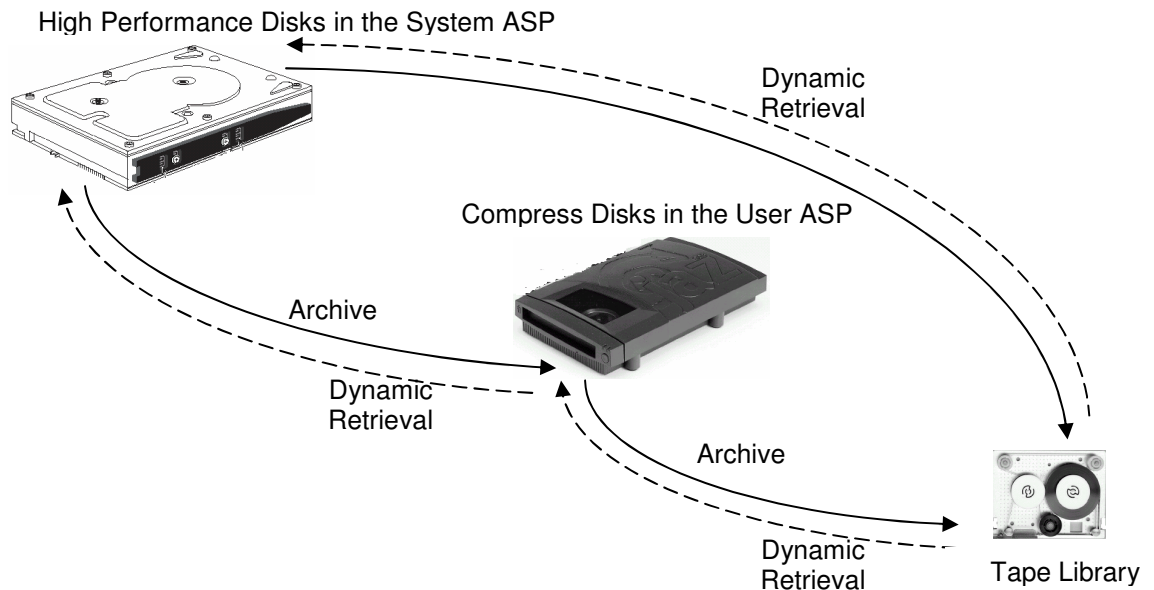 High Performance Disks in the System ASP
Dynamic
Retrieval
Compress Disks in the User ASP
Archive
Dynamic
Retrieval
Archive
Dynamic
Retrieval
Tape Library